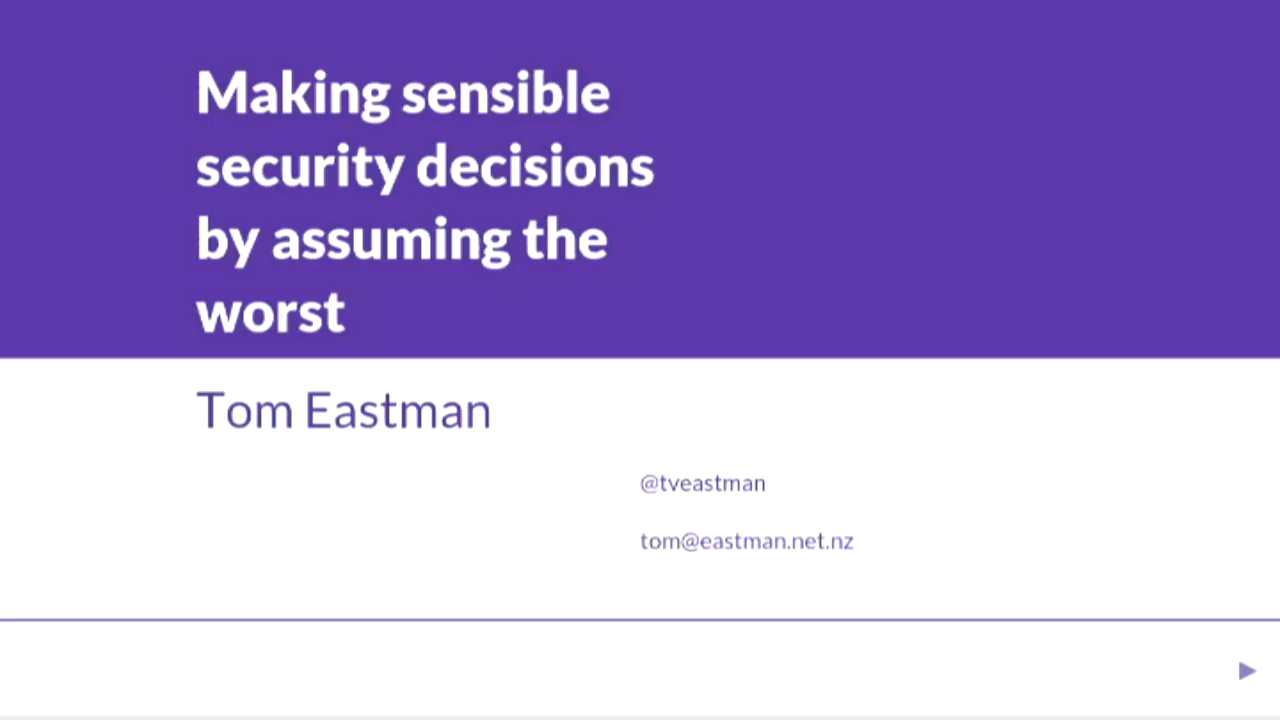 Making sensible
security decisions
by assuming the
worst
Tom Eastman
@tveastman
tom@eastman.net.nz